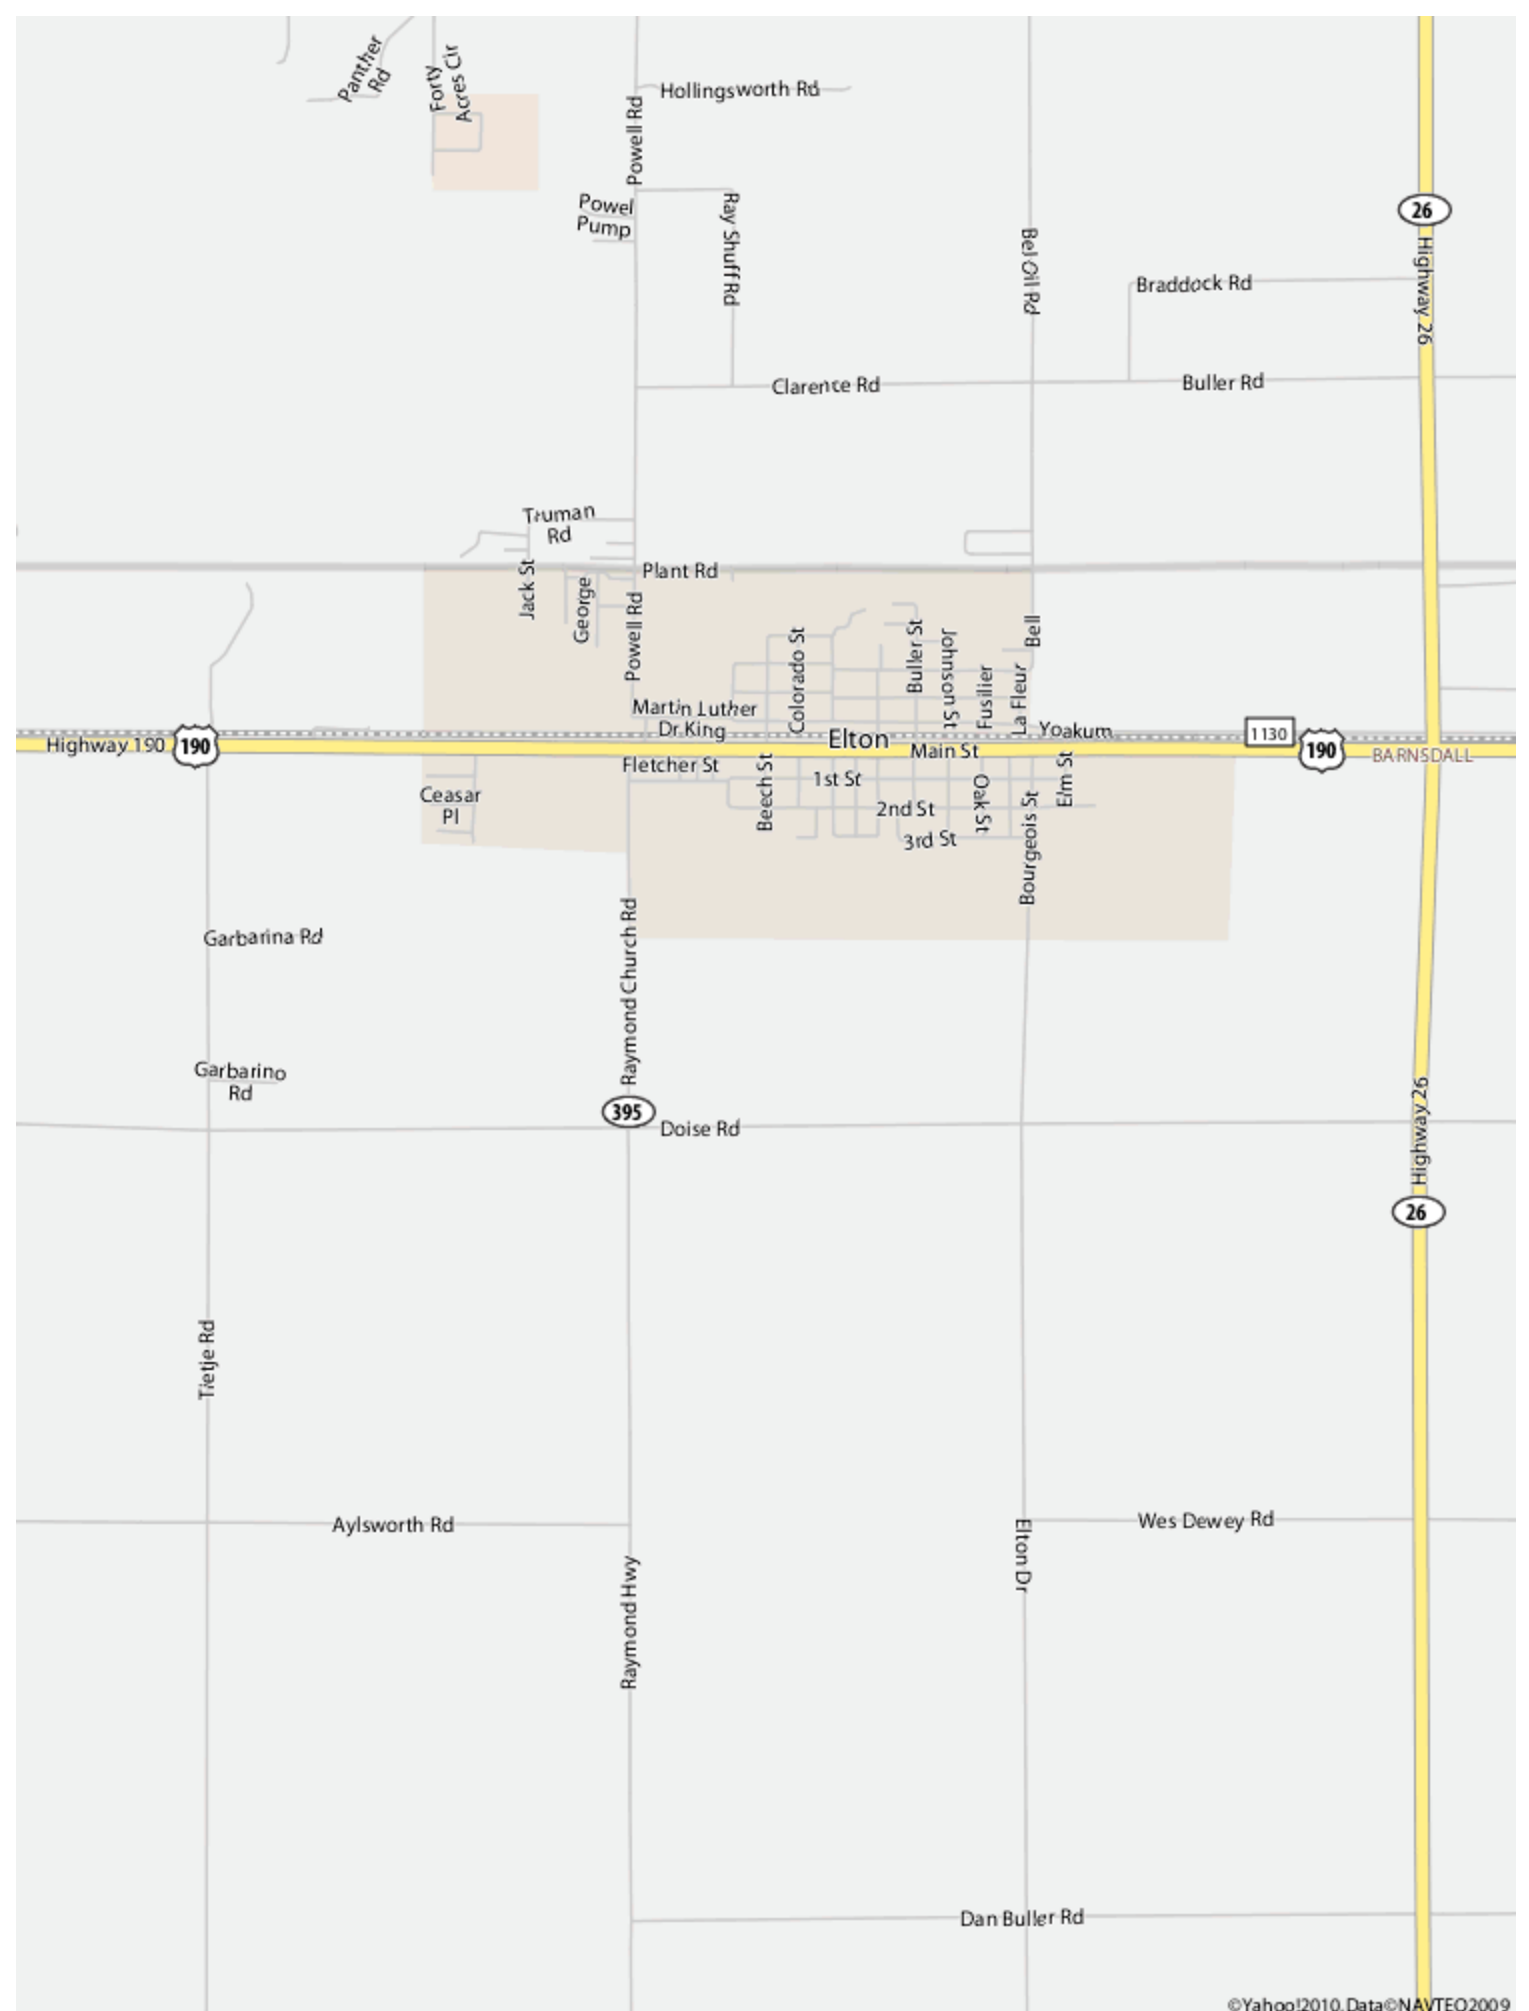 Panther
Rd
Forty
Acres Cir
Hollingsworth Rd
Powell Rd
Powel
Pump
Ray Shuff Rd
Bel Oil Rd
26
Highway 26
Braddock Rd
Clarence Rd
Buller Rd
Truman
Rd
Jack St
George
Plant Rd
Powell Rd
Colorado St
Buller St
Johnson St
Fusilier
La Fleur
Bell
Martin Luther
Dr King
Elton
Yoakum
1130
Highway 190
190
Main St
190
BARNSDALL
Fletcher St
Beech St
1st St
Oak St
Elm St
Ceasar
Pl
2nd St
3rd St
Bourgeois St
Garbarina Rd
Raymond Church Rd
Garbarino
Rd
395
Doise Rd
Highway 26
26
Tietje Rd
Aylsworth Rd
Raymond Hwy
Elton Dr
Wes Dewey Rd
Dan Buller Rd
©Yahoo!2010, Data©NAVTEQ2009